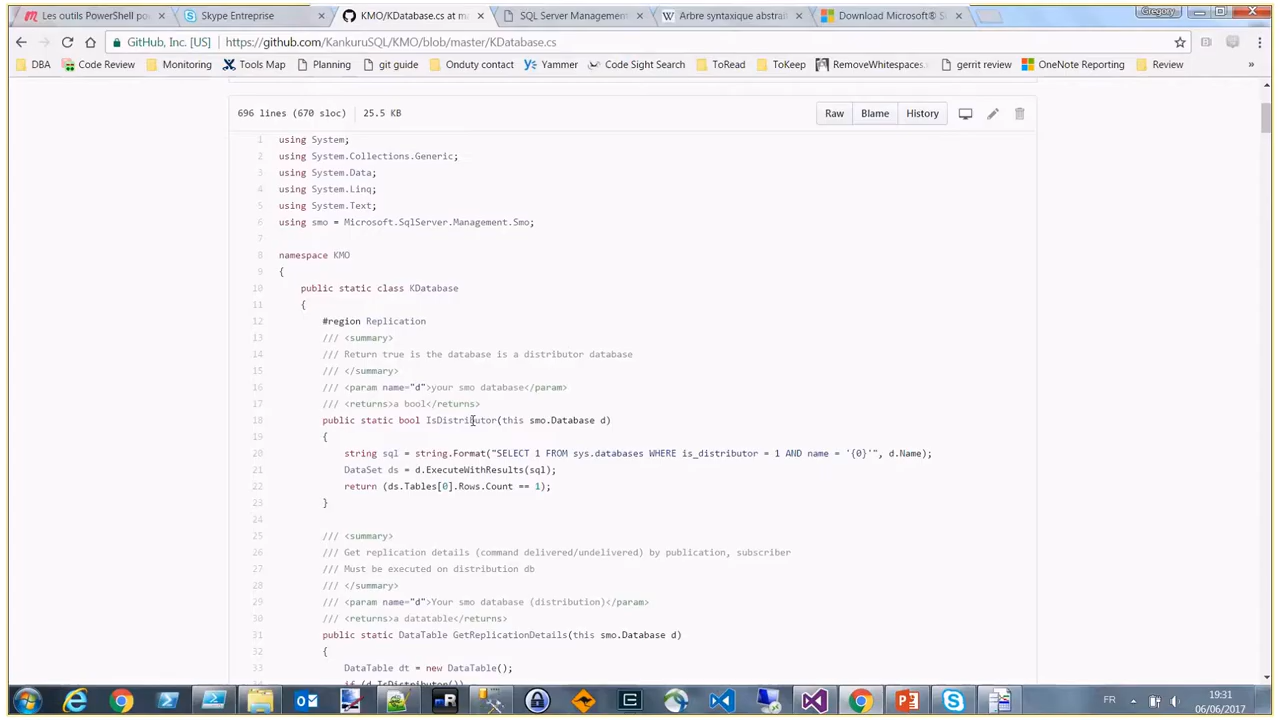 Les outils PowerShell po
Skype Entreprise
KMO/KDatabase.cs at m
SQL Server Management
Arbre syntaxique abstrai
Download Microsoft® S
Gregory
GitHub, Inc. [US]
https://github.com/KankuruSQL/KMO/blob/master/KDatabase.cs
DBA
Code Review
Monitoring
Tools Map
Planning
git guide
Onduty contact
Yammer
Code Sight Search
ToRead
ToKeep
RemoveWhitespaces.
gerrit review
OneNote Reporting
Review
»
696 lines (670 sloc)
25.5 KB
Raw
Blame
History
1 using System;
2 using System.Collections.Generic;
3 using System.Data;
4 using System.Linq;
5 using System.Text;
6 using smo = Microsoft.SqlServer.Management.Smo;
7
8 namespace KMO
9 {
10 public static class KDatabase
11 {
12 #region Replication
13 /// <summary>
14 /// Return true is the database is a distributor database
15 /// </summary>
16 /// <param name="d">your smo database</param>
17 /// <returns>a bool</returns>
18 public static bool IsDistributor(this smo.Database d)
19 {
20 string sql = string.Format("SELECT 1 FROM sys.databases WHERE is_distributor = 1 AND name = '{0}'", d.Name);
21 DataSet ds = d.ExecuteWithResults(sql);
22 return (ds.Tables[0].Rows.Count == 1);
23 }
24
25 /// <summary>
26 /// Get replication details (command delivered/undelivered) by publication, subscriber
27 /// Must be executed on distribution db
28 /// </summary>
29 /// <param name="d">Your smo database (distribution)</param>
30 /// <returns>a datatable</returns>
31 public static DataTable GetReplicationDetails(this smo.Database d)
32 {
33 DataTable dt = new DataTable();
if (d.IsDistributor())
FR
19:31
06/06/2017